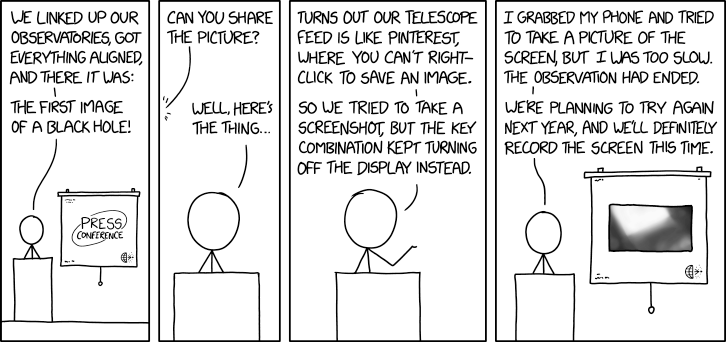 WE LINKED UP OUR
OBSERVATORIES, GOT
EVERYTHING ALIGNED,
AND THERE IT WAS:
THE FIRST IMAGE
OF A BLACK HOLE!
PRESS
CONFERENCE
CAN YOU SHARE
THE PICTURE?
WELL, HERE'S
THE THING...
TURNS OUT OUR TELESCOPE
FEED IS LIKE PINTEREST,
WHERE YOU CAN'T RIGHT-
CLICK TO SAVE AN IMAGE.
SO WE TRIED TO TAKE A
SCREENSHOT, BUT THE KEY
COMBINATION KEPT TURNING
OFF THE DISPLAY INSTEAD.
I GRABBED MY PHONE AND TRIED
TO TAKE A PICTURE OF THE
SCREEN, BUT I WAS TOO SLOW.
THE OBSERVATION HAD ENDED.
WE'RE PLANNING TO TRY AGAIN
NEXT YEAR, AND WE'LL DEFINITELY
RECORD THE SCREEN THIS TIME.